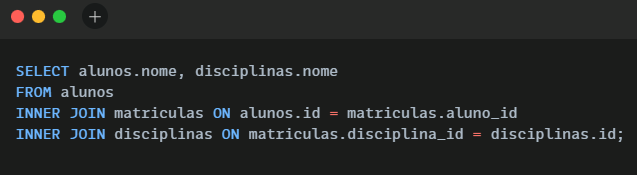 SELECT alunos.nome, disciplinas.nome
FROM alunos
INNER JOIN matriculas ON alunos.id = matriculas.aluno_id
INNER JOIN disciplinas ON matriculas.disciplina_id = disciplinas.id;